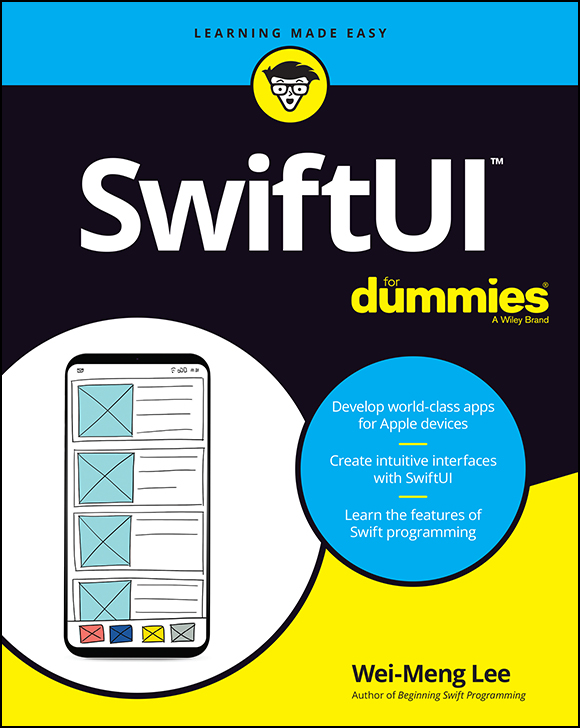 LEARNING MADE EASY
SwiftUI™
for
dummies®
A Wiley Brand
Develop world-class apps
for Apple devices
Create intuitive interfaces
with SwiftUI
Learn the features of
Swift programming
Wei-Meng Lee
Author of Beginning Swift Programming